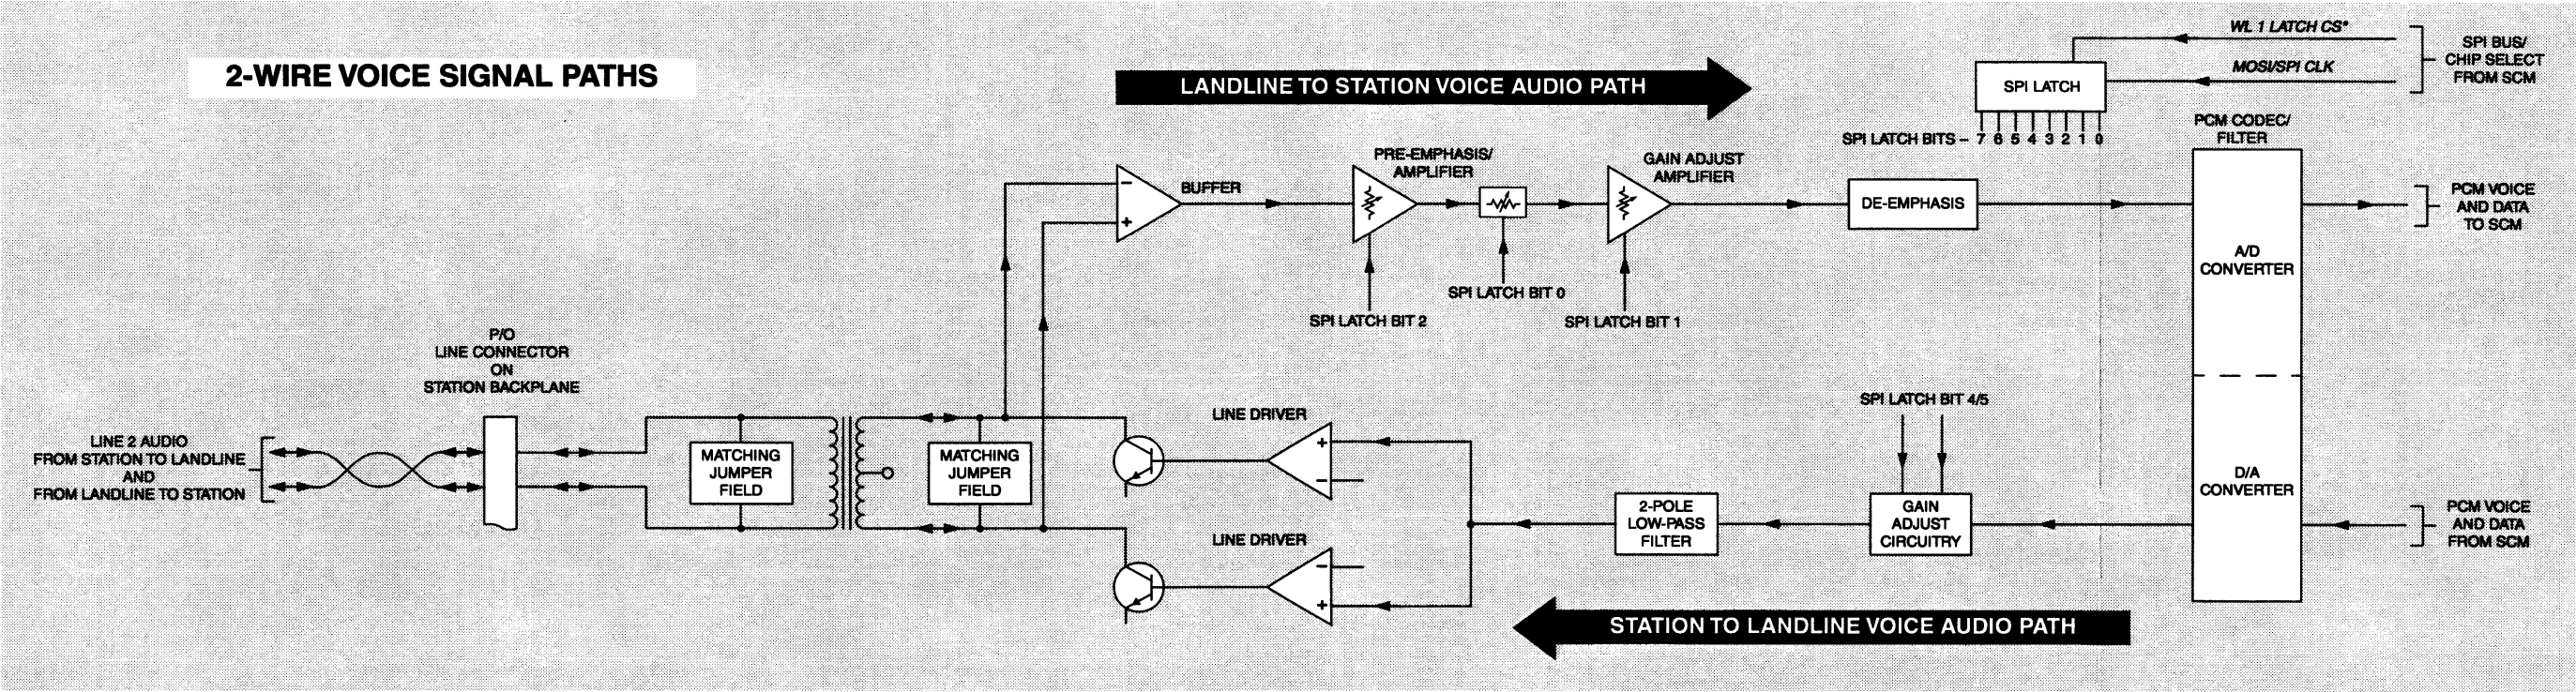 2-WIRE VOICE SIGNAL PATHS
LANDLINE TO STATION VOICE AUDIO PATH
WL 1 LATCH CS*
MOSI/SPI CLK
SPI BUS/
CHIP SELECT
FROM SCM
SPI LATCH
SPI LATCH BITS – 7 6 5 4 3 2 1 0
PCM CODEC/
FILTER
BUFFER
–
+
PRE-EMPHASIS/
AMPLIFIER
GAIN ADJUST
AMPLIFIER
DE-EMPHASIS
PCM VOICE
AND DATA
TO SCM
A/D
CONVERTER
SPI LATCH BIT 2
SPI LATCH BIT 0
SPI LATCH BIT 1
P/O
LINE CONNECTOR
ON
STATION BACKPLANE
LINE 2 AUDIO
FROM STATION TO LANDLINE
AND
FROM LANDLINE TO STATION
MATCHING
JUMPER
FIELD
MATCHING
JUMPER
FIELD
LINE DRIVER
+
–
LINE DRIVER
–
+
2-POLE
LOW-PASS
FILTER
SPI LATCH BIT 4/5
GAIN
ADJUST
CIRCUITRY
D/A
CONVERTER
PCM VOICE
AND DATA
FROM SCM
STATION TO LANDLINE VOICE AUDIO PATH